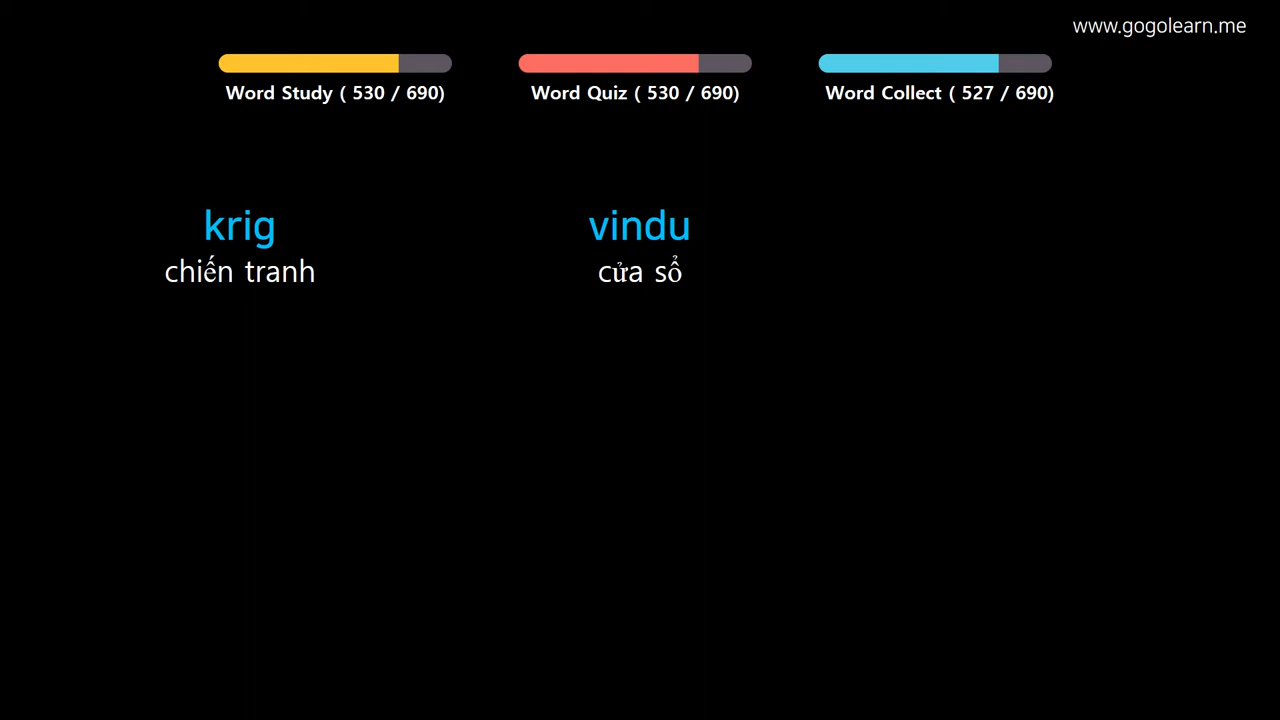 www.gogolearn.me
Word Study ( 530 / 690)
Word Quiz ( 530 / 690)
Word Collect ( 527 / 690)
krig
chiến tranh
vindu
cửa sổ